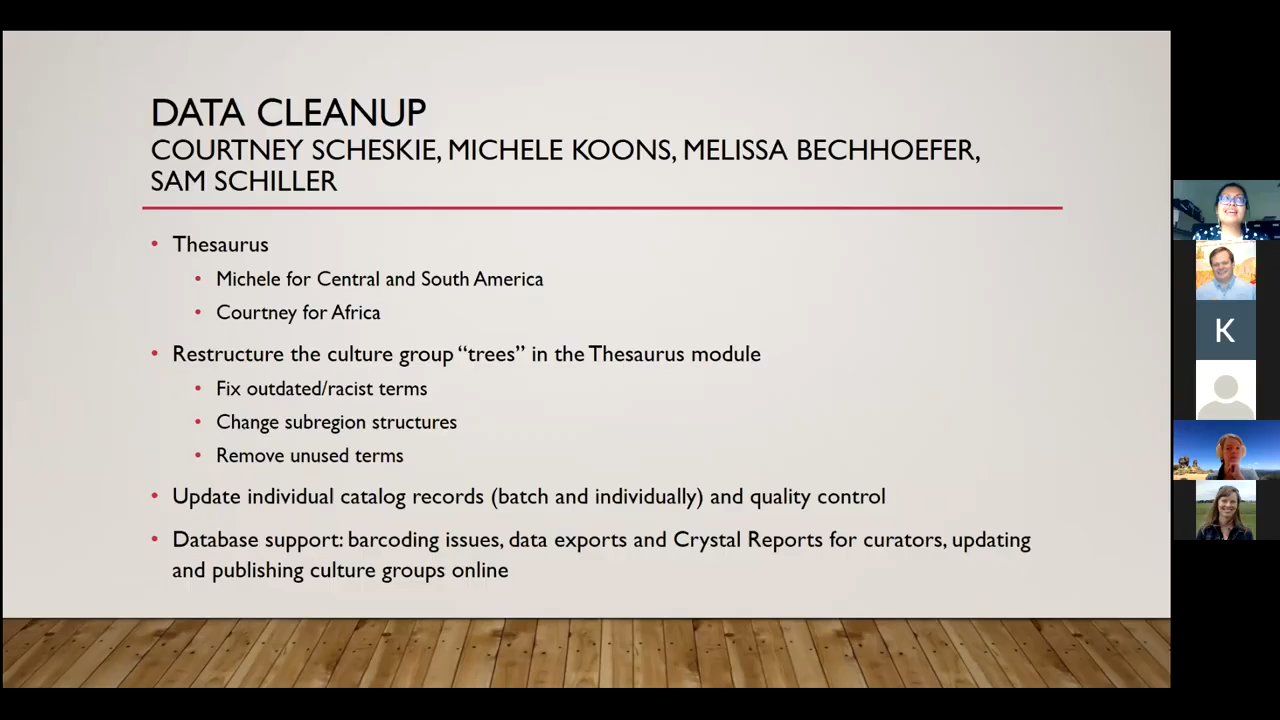 DATA CLEANUP
COURTNEY SCHESKIE, MICHELE KOONS, MELISSA BECHHOEFER,
SAM SCHILLER
• Thesaurus
• Michele for Central and South America
• Courtney for Africa
• Restructure the culture group “trees” in the Thesaurus module
• Fix outdated/racist terms
• Change subregion structures
• Remove unused terms
• Update individual catalog records (batch and individually) and quality control
• Database support: barcoding issues, data exports and Crystal Reports for curators, updating
and publishing culture groups online
K